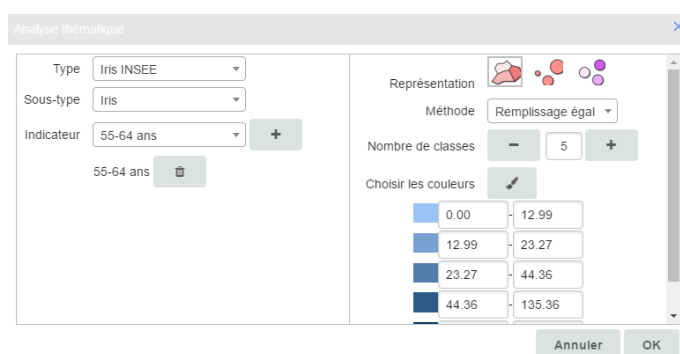 Analyse thématique
Type Iris INSEE
Sous-type Iris
Indicateur 55-64 ans +
55-64 ans
Représentation
Méthode Remplissage égal
Nombre de classes - 5 +
Choisir les couleurs
0.00 - 12.99
12.99 - 23.27
23.27 - 44.36
44.36 - 135.36
Annuler OK